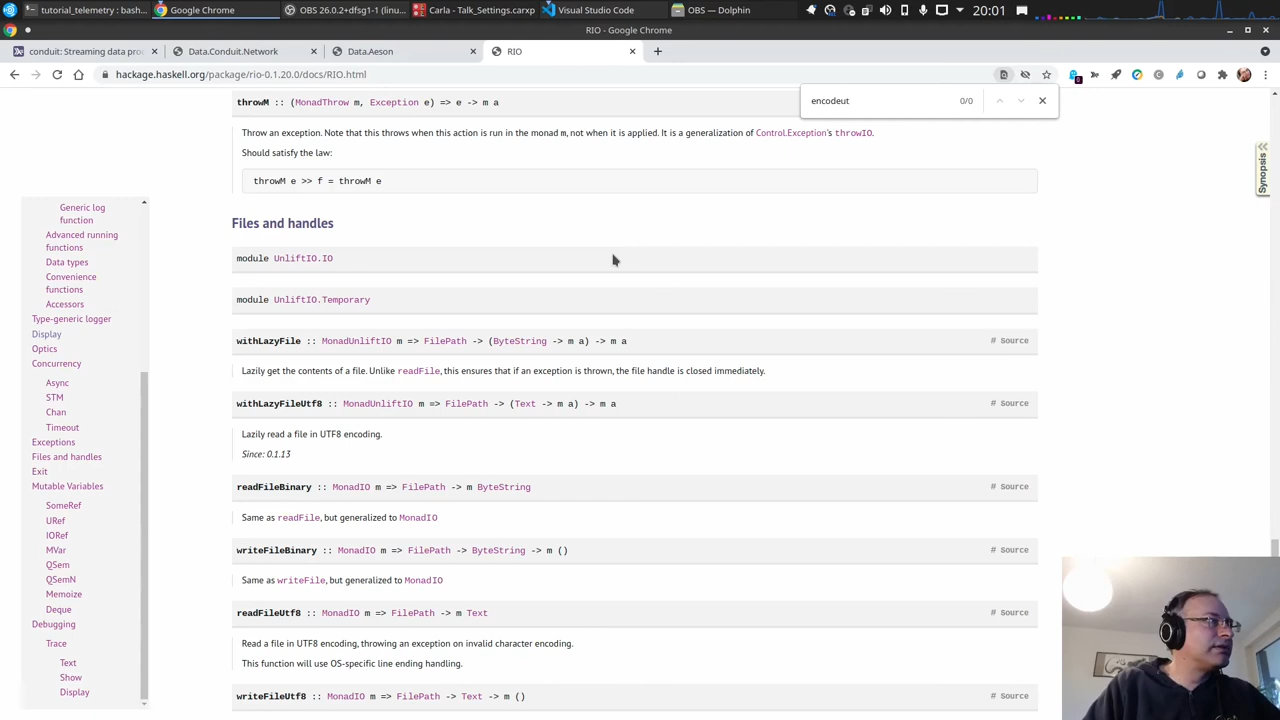 tutorial_telemetry : bash...
Google Chrome
OBS 26.0.2+dfsg1-1 (linu...
e-fa - Talk_Settings.carxp
Visual Studio Code
OBS — Dolphin
20:01
RIO - Google Chrome
conduit: Streaming data pro
Data.Conduit.Network
Data.Aeson
RIO
hackage.haskell.org/package/rio-0.1.20.0/docs/RIO.html
encodeut
0/0
Synopsis
Generic log
function
Advanced running
functions
Data types
Convenience
functions
Accessors
Type-generic logger
Display
Optics
Concurrency
Async
STM
Chan
Timeout
Exceptions
Files and handles
Exit
Mutable Variables
SomeRef
URef
IORef
MVar
QSem
QSemN
Memoize
Deque
Debugging
Trace
Text
Show
Display
throwM :: (MonadThrow m, Exception e) => e -> m a
Throw an exception. Note that this throws when this action is run in the monad m, not when it is applied. It is a generalization of Control.Exception's throwIO.
Should satisfy the law:
throwM e >> f = throwM e
Files and handles
module UnliftIO.IO
module UnliftIO.Temporary
withLazyFile :: MonadUnliftIO m => FilePath -> (ByteString -> m a) -> m a
# Source
Lazily get the contents of a file. Unlike readFile, this ensures that if an exception is thrown, the file handle is closed immediately.
withLazyFileUtf8 :: MonadUnliftIO m => FilePath -> (Text -> m a) -> m a
# Source
Lazily read a file in UTF8 encoding.
Since: 0.1.13
readFileBinary :: MonadIO m => FilePath -> m ByteString
# Source
Same as readFile, but generalized to MonadIO
writeFileBinary :: MonadIO m => FilePath -> ByteString -> m ()
# Source
Same as writeFile, but generalized to MonadIO
readFileUtf8 :: MonadIO m => FilePath -> m Text
# Source
Read a file in UTF8 encoding, throwing an exception on invalid character encoding.
This function will use OS-specific line ending handling.
writeFileUtf8 :: MonadIO m => FilePath -> Text -> m ()
# Source